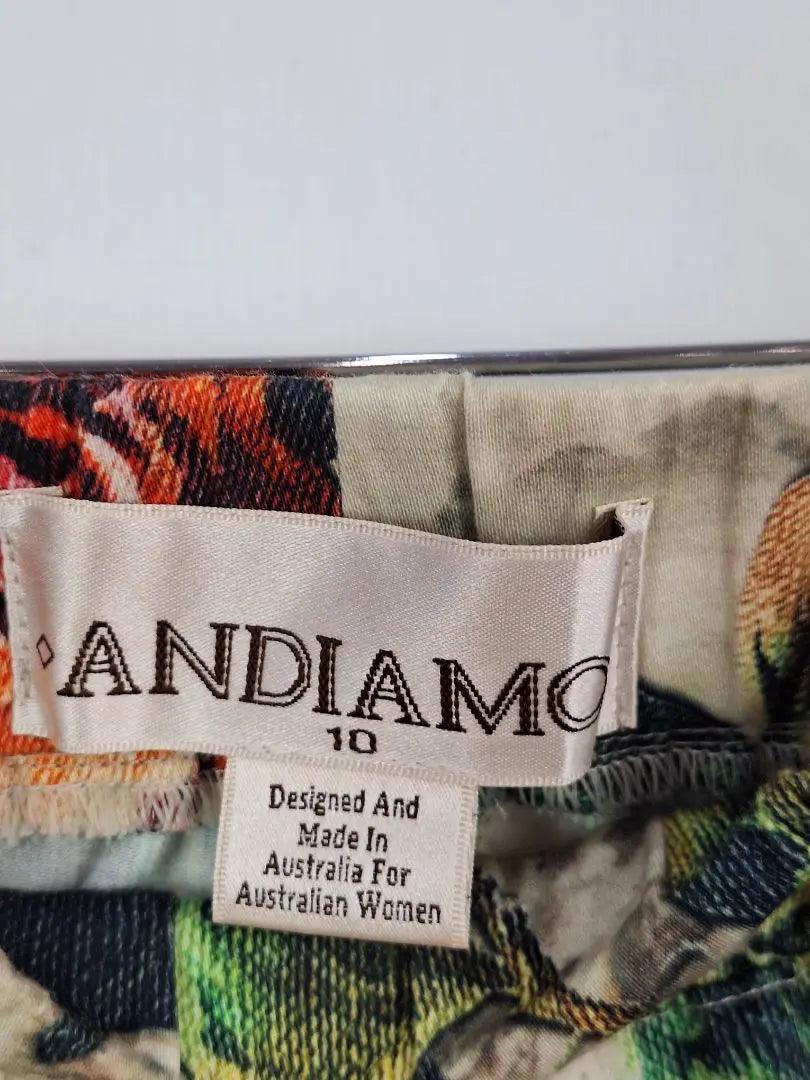 ANDIAMO
10
Designed And
Made In
Australia For
Australian Women